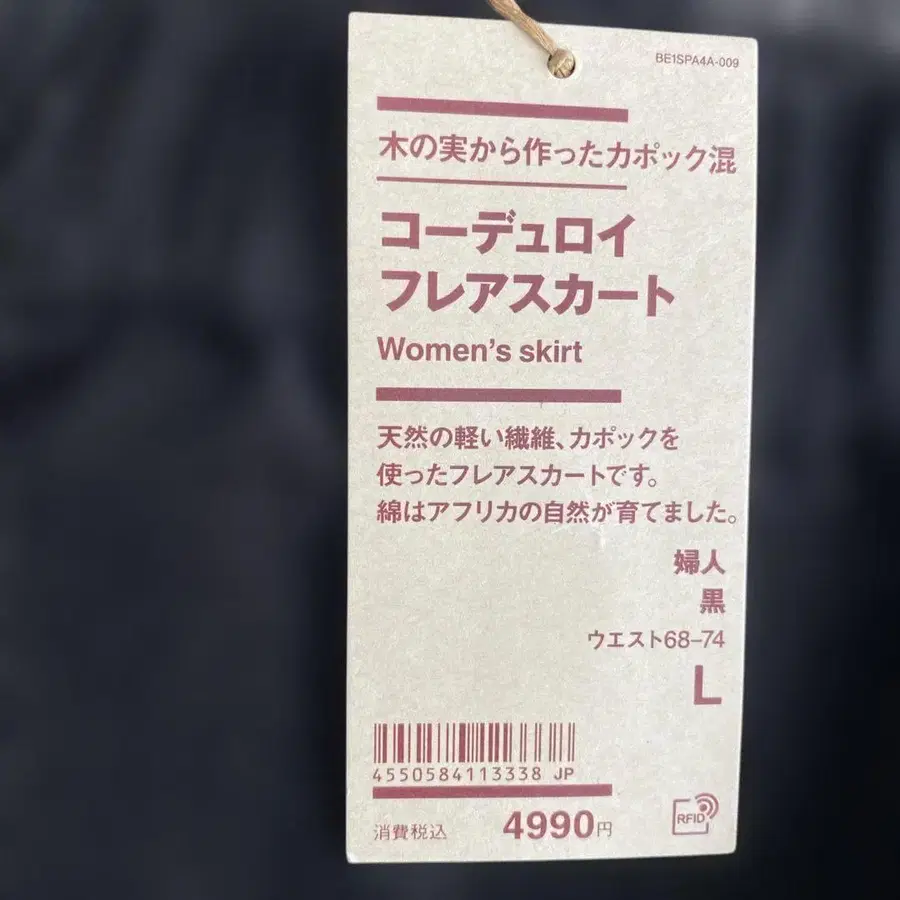 BE1SPA4A-009
木の実から作ったカポック混
コーデュロイ
フレアスカート
Women's skirt
天然の軽い繊維、カポックを
使ったフレアスカートです。
綿はアフリカの自然が育てました。
婦人
黒
ウエスト68–74
L
4550584113338 JP
消費税込 4990円
RFID